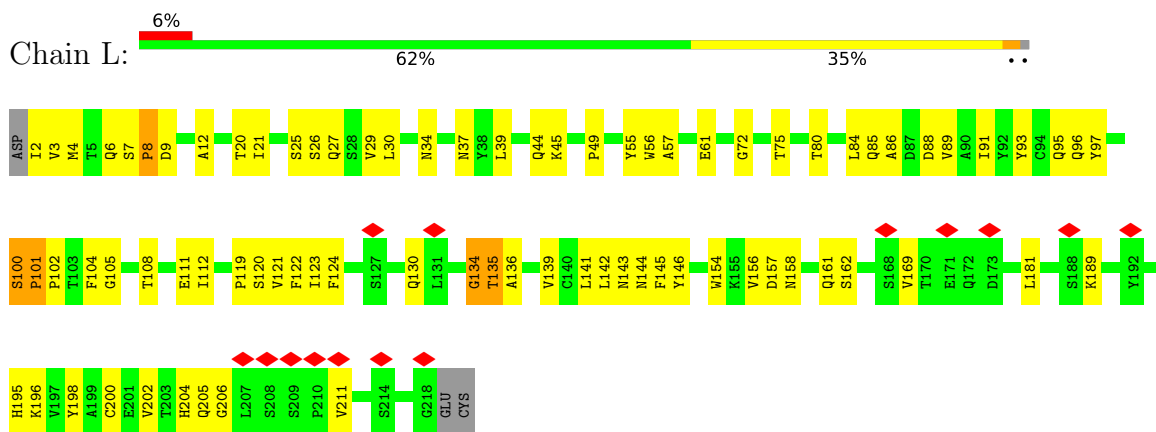 6%
Chain L:
62% 35% ..
ASP I2 V3 M4 T5 Q6 S7 P8 D9 A12 T20 I21 S25 S26 Q27 S28 V29 L30 N34 N37 Y38 L39 Q44 K45 P49 Y55 W56 A57 E61 G72 T75 T80 L84 Q85 A86 D87 D88 V89 A90 I91 Y92 Y93 C94 Q95 Q96 Y97
S100 P101 P102 T103 F104 G105 T108 E111 I112 P119 S120 V121 F122 I123 F124 S127 Q130 L131 G134 T135 A136 V139 C140 L141 L142 N143 N144 F145 Y146 W154 K155 V156 D157 N158 Q161 S162 S168 V169 T170 E171 Q172 D173 L181 S188 K189 Y192
H195 K196 V197 Y198 A199 C200 E201 V202 T203 H204 Q205 G206 L207 S208 S209 P210 V211 S214 G218 GLU CYS